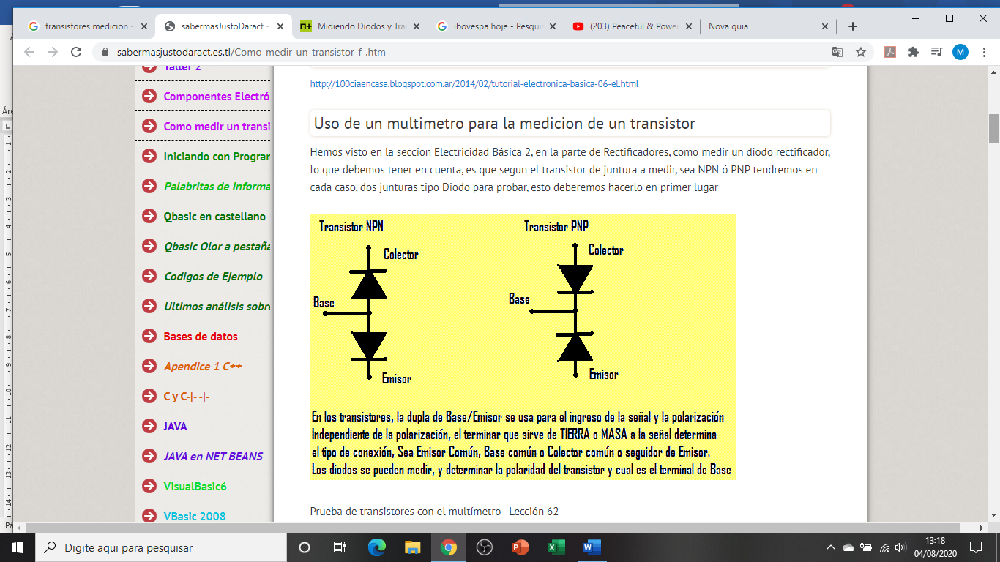 transistores medicion -
sabermasJustoDaract -
Midiendo Diodos y Tra
ibovespa hoje - Pesqui
(203) Peaceful & Power
Nova guia
sabermasjustodaract.es.tl/Como-medir-un-transistor-f-.htm
M
Taller 2
Componentes Electró
Como medir un transi
Iniciando con Program
Palabritas de Informa
Qbasic en castellano
Qbasic Olor a pestaña
Codigos de Ejemplo
Ultimos análisis sobre
Bases de datos
Apendice 1 C++
C y C-|- -|-
JAVA
JAVA en NET BEANS
VisualBasic6
VBasic 2008
http://100ciaencasa.blogspot.com.ar/2014/02/tutorial-electronica-basica-06-el.html
Uso de un multimetro para la medicion de un transistor
Hemos visto en la seccion Electricidad Básica 2, en la parte de Rectificadores, como medir un diodo rectificador,
lo que debemos tener en cuenta, es que segun el transistor de juntura a medir, sea NPN ó PNP tendremos en
cada caso, dos junturas tipo Diodo para probar, esto deberemos hacerlo en primer lugar
Transistor NPN
Colector
Base
Emisor
Transistor PNP
Colector
Base
Emisor
En los transistores, la dupla de Base/Emisor se usa para el ingreso de la señal y la polarización
Independiente de la polarización, el terminar que sirve de TIERRA o MASA a la señal determina
el tipo de conexión, Sea Emisor Común, Base común o Colector común o seguidor de Emisor.
Los diodos se pueden medir, y determinar la polaridad del transistor y cual es el terminal de Base
Prueba de transistores con el multímetro - Lección 62
Digite aqui para pesquisar
13:18
04/08/2020